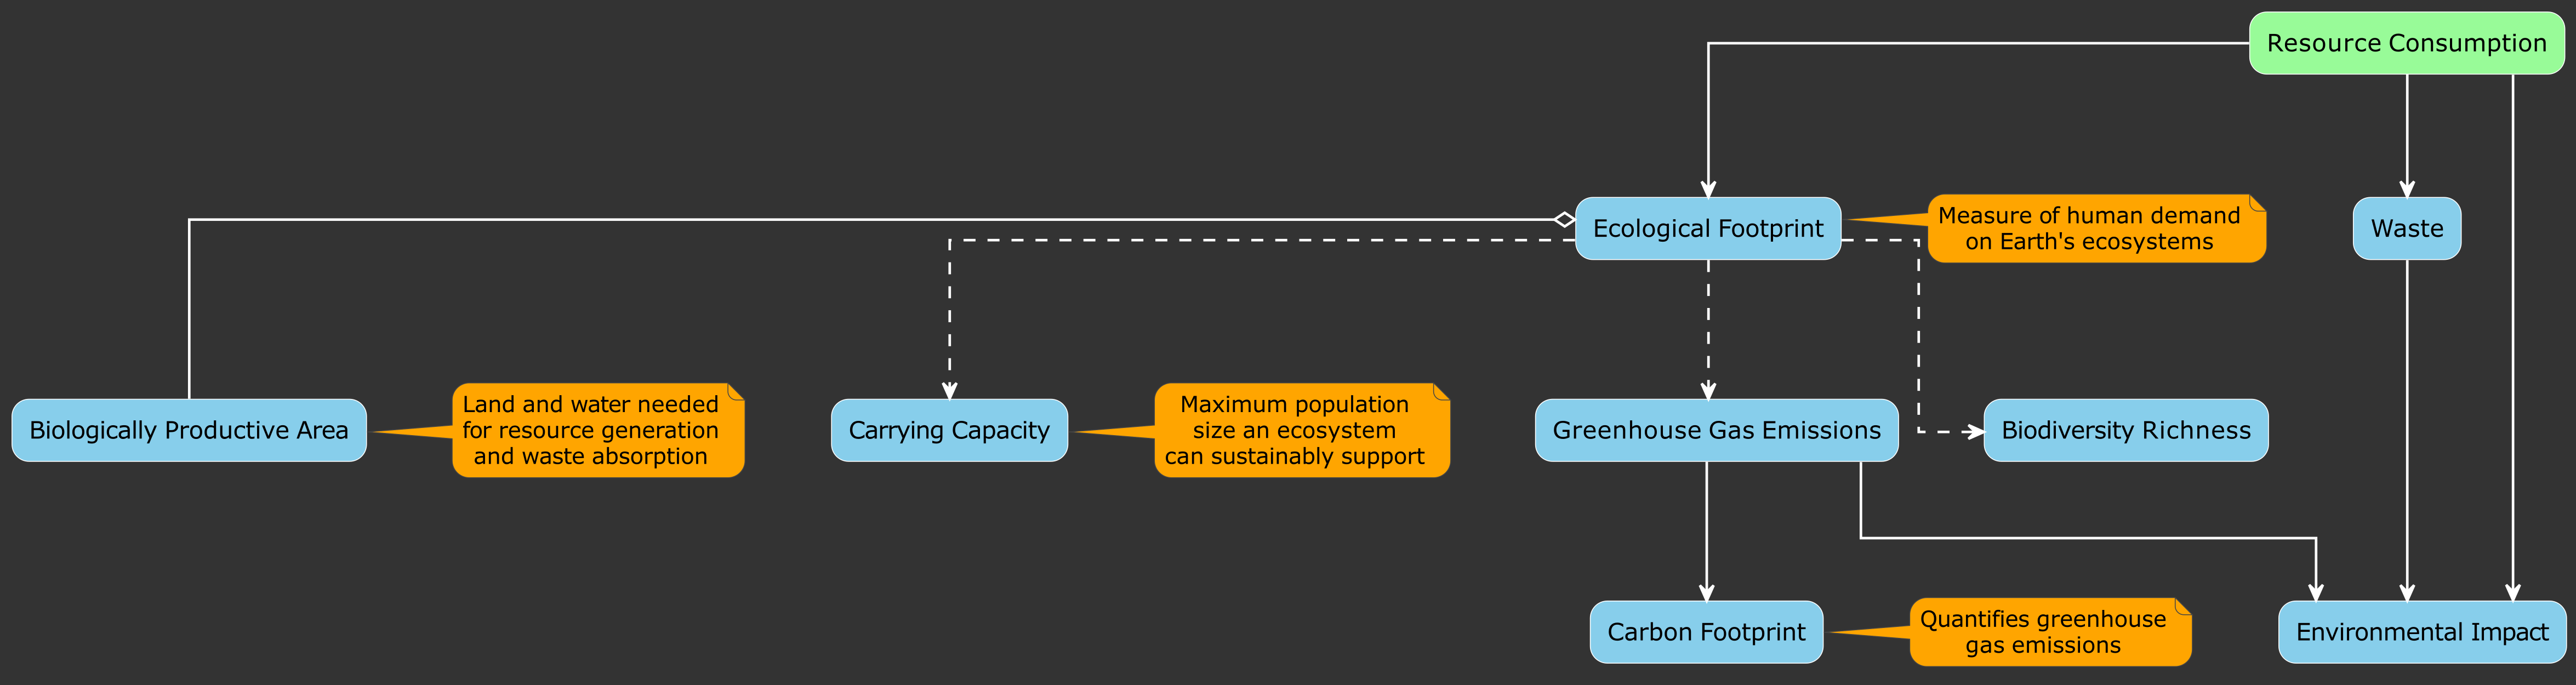 Resource Consumption
Ecological Footprint
Measure of human demand
on Earth's ecosystems
Waste
Biologically Productive Area
Land and water needed
for resource generation
and waste absorption
Carrying Capacity
Maximum population
size an ecosystem
can sustainably support
Greenhouse Gas Emissions
Biodiversity Richness
Carbon Footprint
Quantifies greenhouse
gas emissions
Environmental Impact